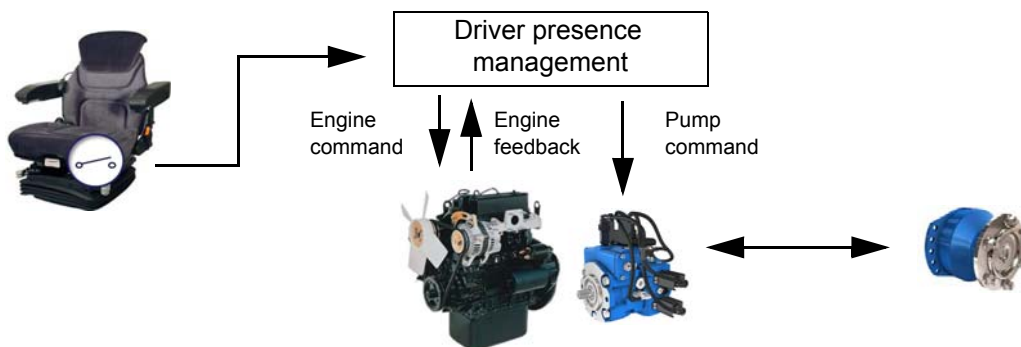 Driver presence
management
Engine
command
Engine
feedback
Pump
command